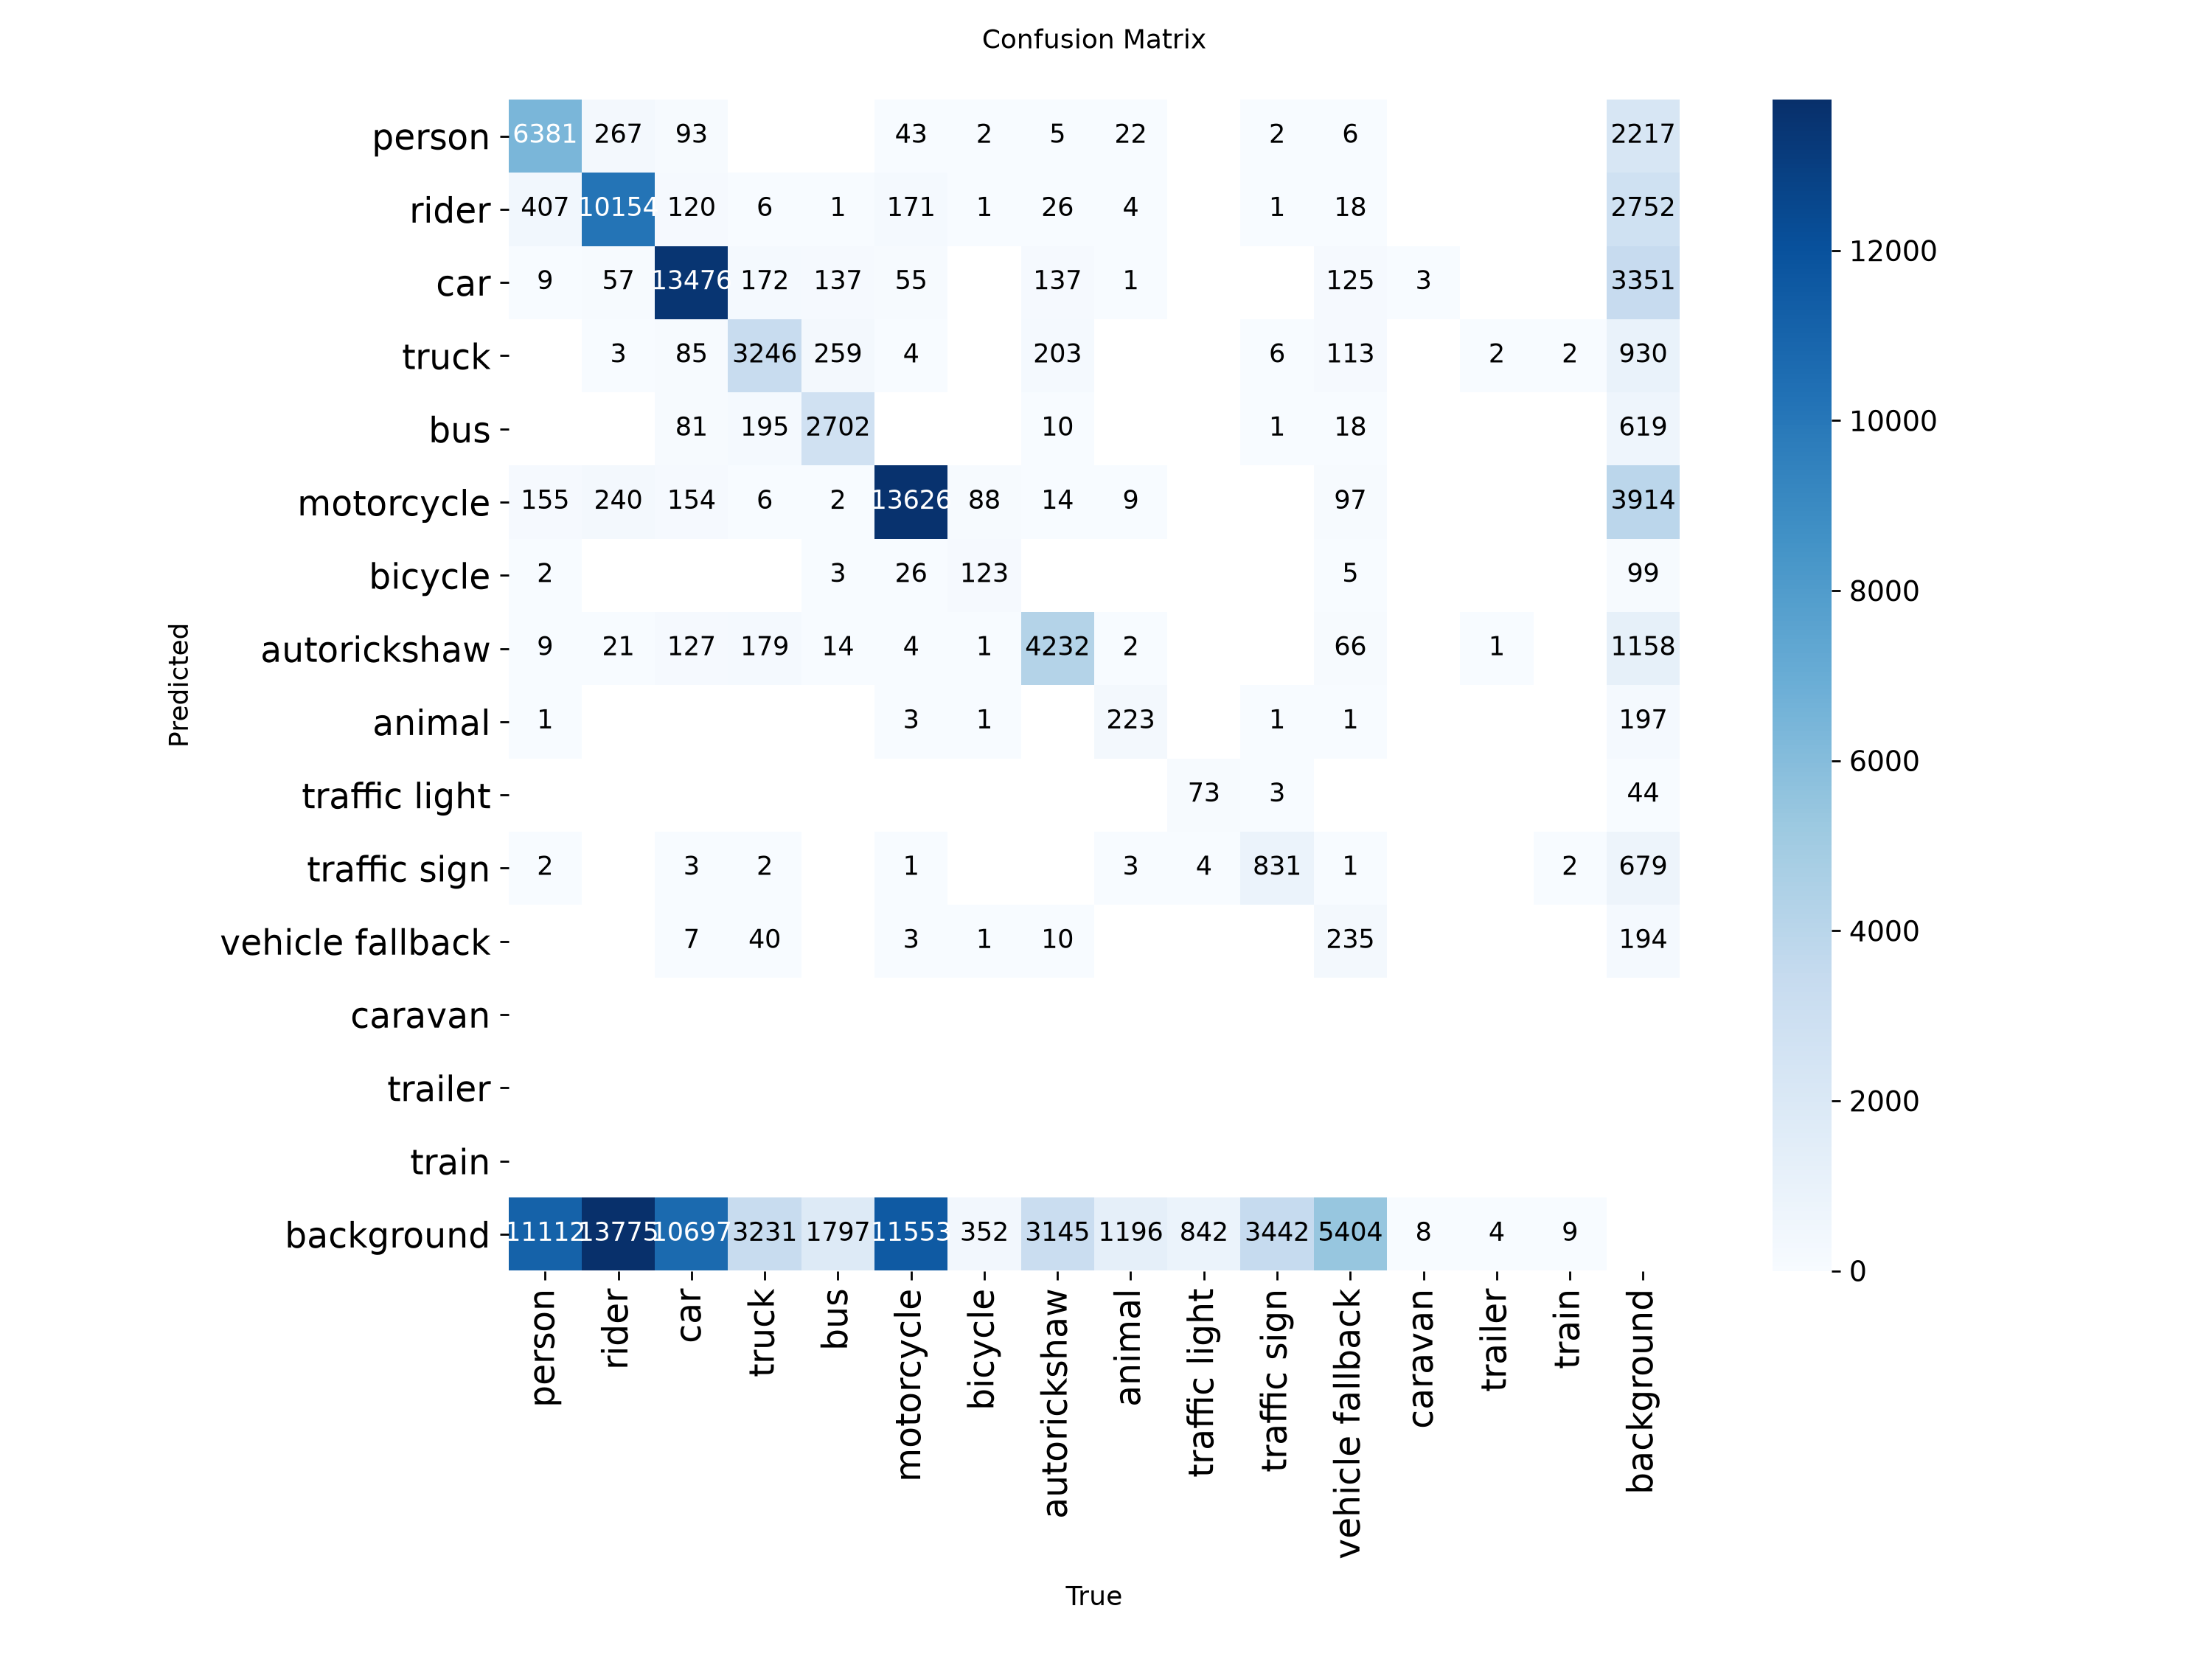 Confusion Matrix
person 6381 267 93 43 2 5 22 2 6 2217
rider 407 10154 120 6 1 171 1 26 4 1 18 2752
car 9 57 13476 172 137 55 137 1 125 3 3351
truck 3 85 3246 259 4 203 6 113 2 2 930
bus 81 195 2702 10 1 18 619
motorcycle 155 240 154 6 2 13626 88 14 9 97 3914
bicycle 2 3 26 123 5 99
autorickshaw 9 21 127 179 14 4 1 4232 2 66 1 1158
animal 1 3 1 223 1 1 197
traffic light 73 3 44
traffic sign 2 3 2 1 3 4 831 1 2 679
vehicle fallback 7 40 3 1 10 235 194
caravan
trailer
train
background 11112 13775 10697 3231 1797 11553 352 3145 1196 842 3442 5404 8 4 9
person rider car truck bus motorcycle bicycle autorickshaw animal traffic light traffic sign vehicle fallback caravan trailer train background
True
Predicted
12000
10000
8000
6000
4000
2000
0